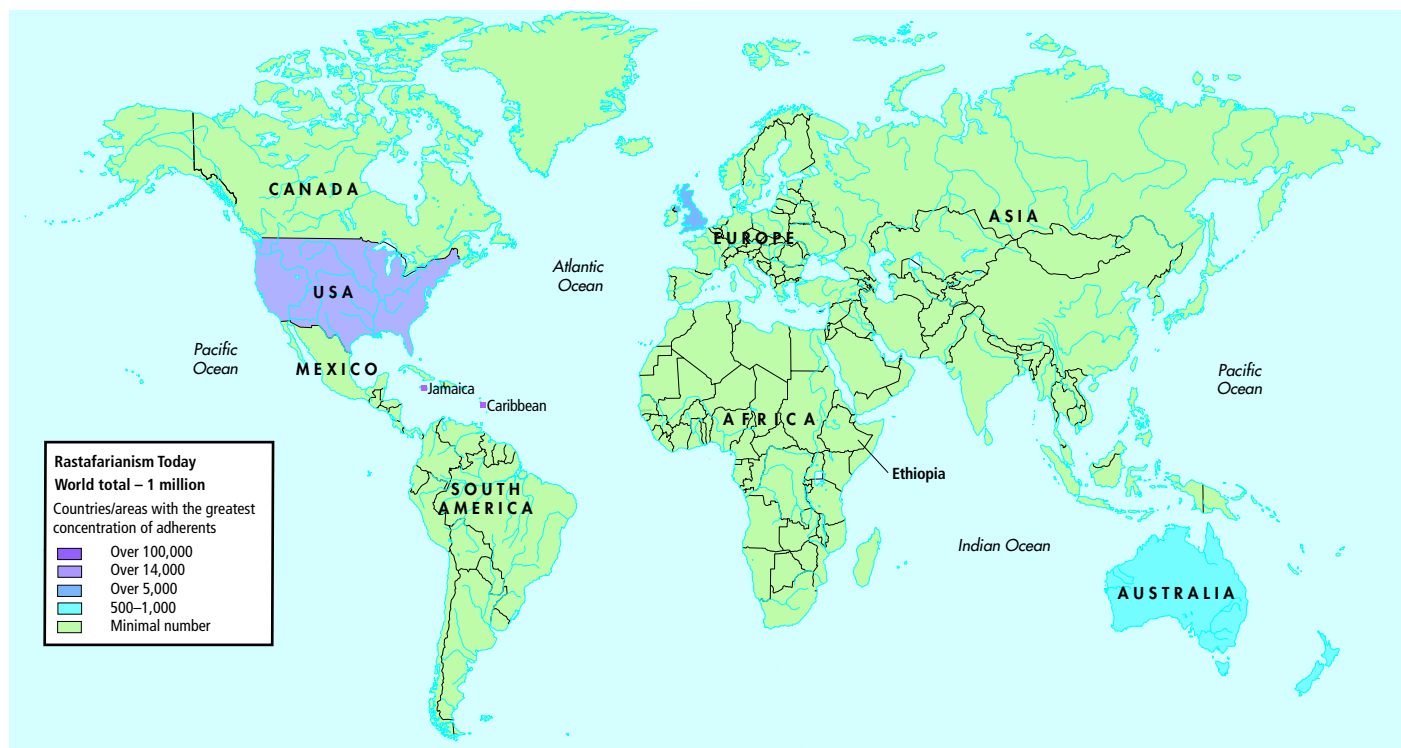 CANADA
USA
MEXICO
Atlantic
Ocean
Pacific
Ocean
Jamaica
Caribbean
SOUTH
AMERICA
EUROPE
ASIA
AFRICA
Ethiopia
Indian Ocean
Pacific
Ocean
AUSTRALIA
Rastafarianism Today
World total – 1 million
Countries/areas with the greatest
concentration of adherents
Over 100,000
Over 14,000
Over 5,000
500–1,000
Minimal number